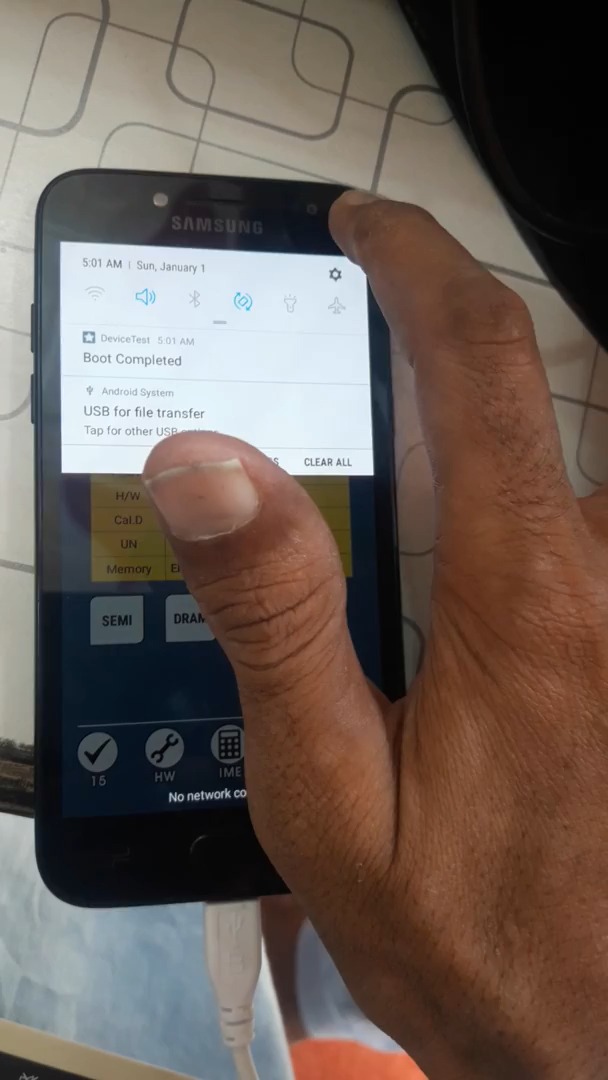 SAMSUNG
5:01 AM | Sun, January 1
DeviceTest 5:01 AM
Boot Completed
Android System
USB for file transfer
Tap for other USB
CLEAR ALL
H/W
Cal.D
UN
Memory
SEMI
DRAM
15
HW
IME
No network